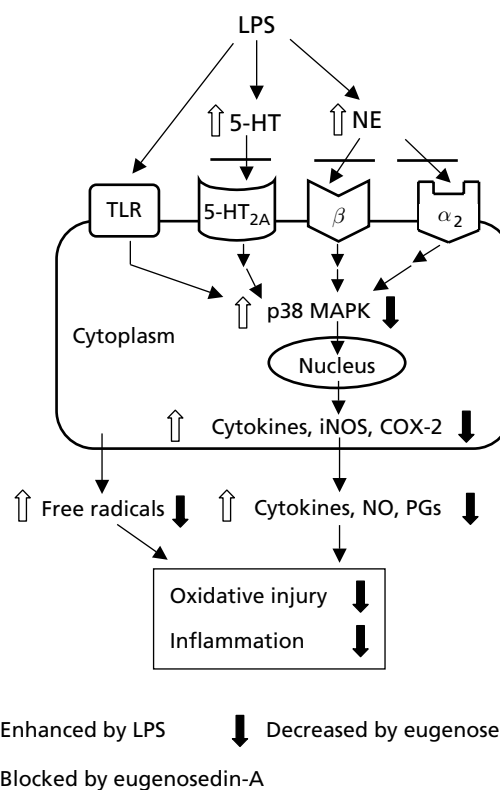 LPS
5-HT
NE
TLR
5-HT2A
β
α2
p38 MAPK
Cytoplasm
Nucleus
Cytokines, iNOS, COX-2
Free radicals
Cytokines, NO, PGs
Oxidative injury
Inflammation
Enhanced by LPS
Decreased by eugenose
Blocked by eugenosedin-A